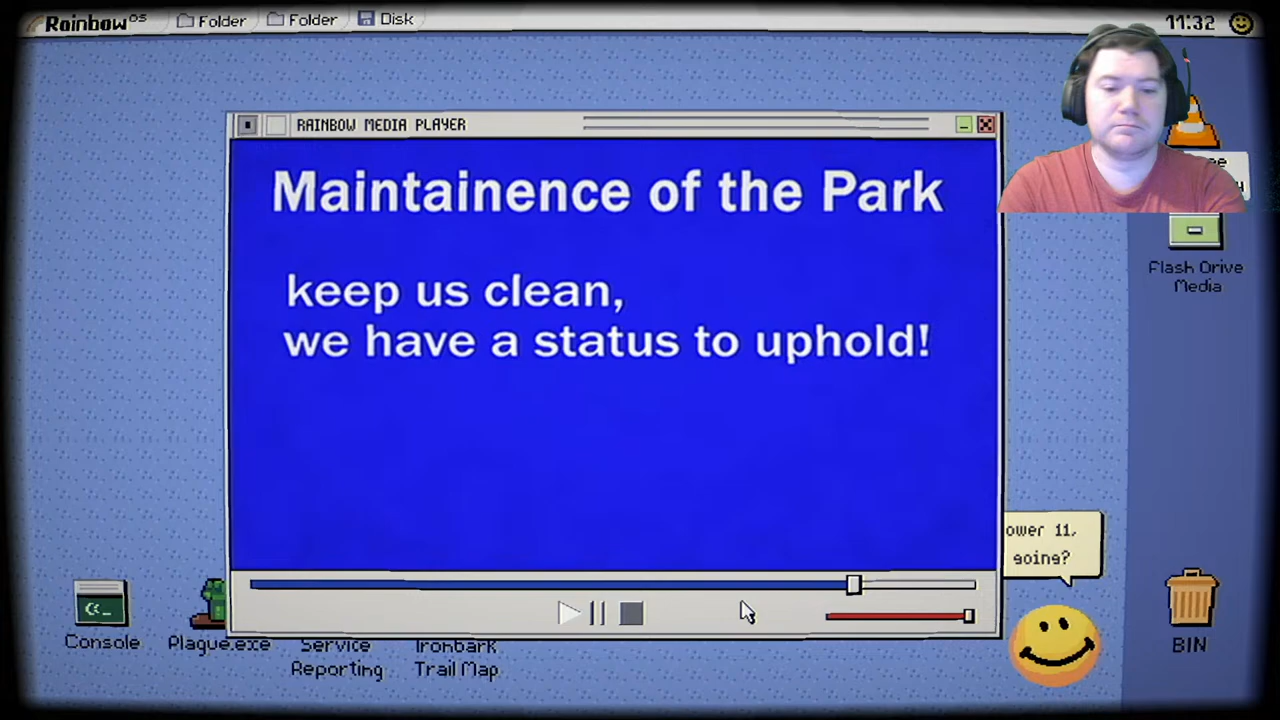 Rainbow OS
Folder
Folder
Disk
11:32
RAINBOW MEDIA PLAYER
Maintainence of the Park
keep us clean,
we have a status to uphold!
Flash Drive
Media
ower 11,
going?
Console
Plague.exe
Service
Reporting
Ironbark
Trail Map
BIN